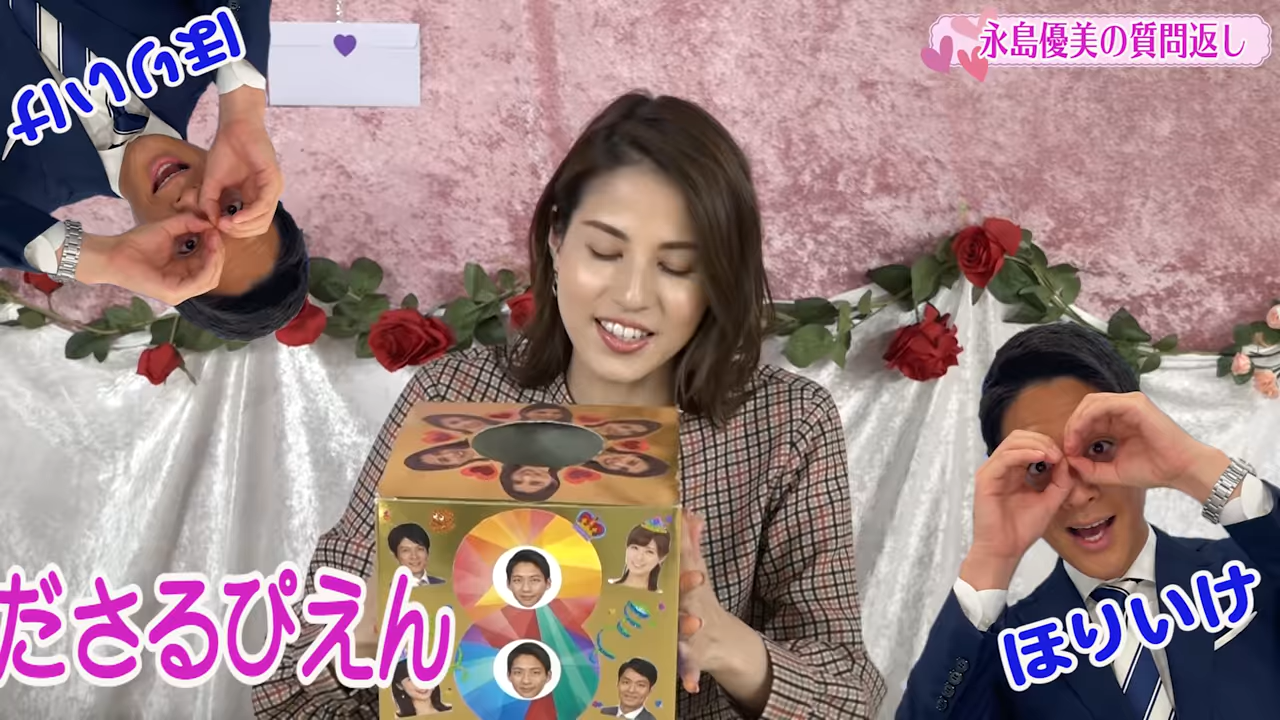 永島優美の質問返し
ほりいけ
ださるぴえん
ほりいけ